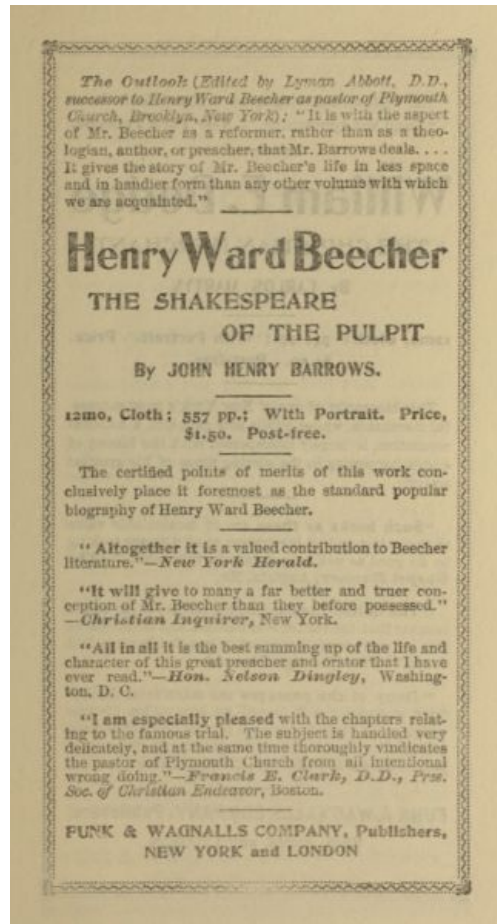 The Outlook (Edited by Lyman Abbott, D.D.,
successor to Henry Ward Beecher as pastor of Plymouth
Church, Brooklyn, New York): "It is with the aspect
of Mr. Beecher as a reformer, rather than as a theo-
logian, author, or preacher, that Mr. Barrows deals. . . .
It gives the story of Mr. Beecher's life in less space
and in handier form than any other volume with which
we are acquainted."
Henry Ward Beecher
THE SHAKESPEARE
OF THE PULPIT
By JOHN HENRY BARROWS.
12mo, Cloth; 557 pp.; With Portrait. Price,
$1.50. Post-free.
The certified points of merits of this work con-
clusively place it foremost as the standard popular
biography of Henry Ward Beecher.
"Altogether it is a valued contribution to Beecher
literature."—New York Herald.
"It will give to many a far better and truer con-
ception of Mr. Beecher than they before possessed."
—Christian Inquirer, New York.
"All in all it is the best summing up of the life and
character of this great preacher and orator that I have
ever read."—Hon. Nelson Dingley, Washing-
ton, D. C.
"I am especially pleased with the chapters relat-
ing to the famous trial. The subject is handled very
delicately, and at the same time thoroughly vindicates
the pastor of Plymouth Church from all intentional
wrong doing."—Francis E. Clark, D.D., Pres.
Soc. of Christian Endeavor, Boston.
FUNK & WAGNALLS COMPANY, Publishers,
NEW YORK and LONDON